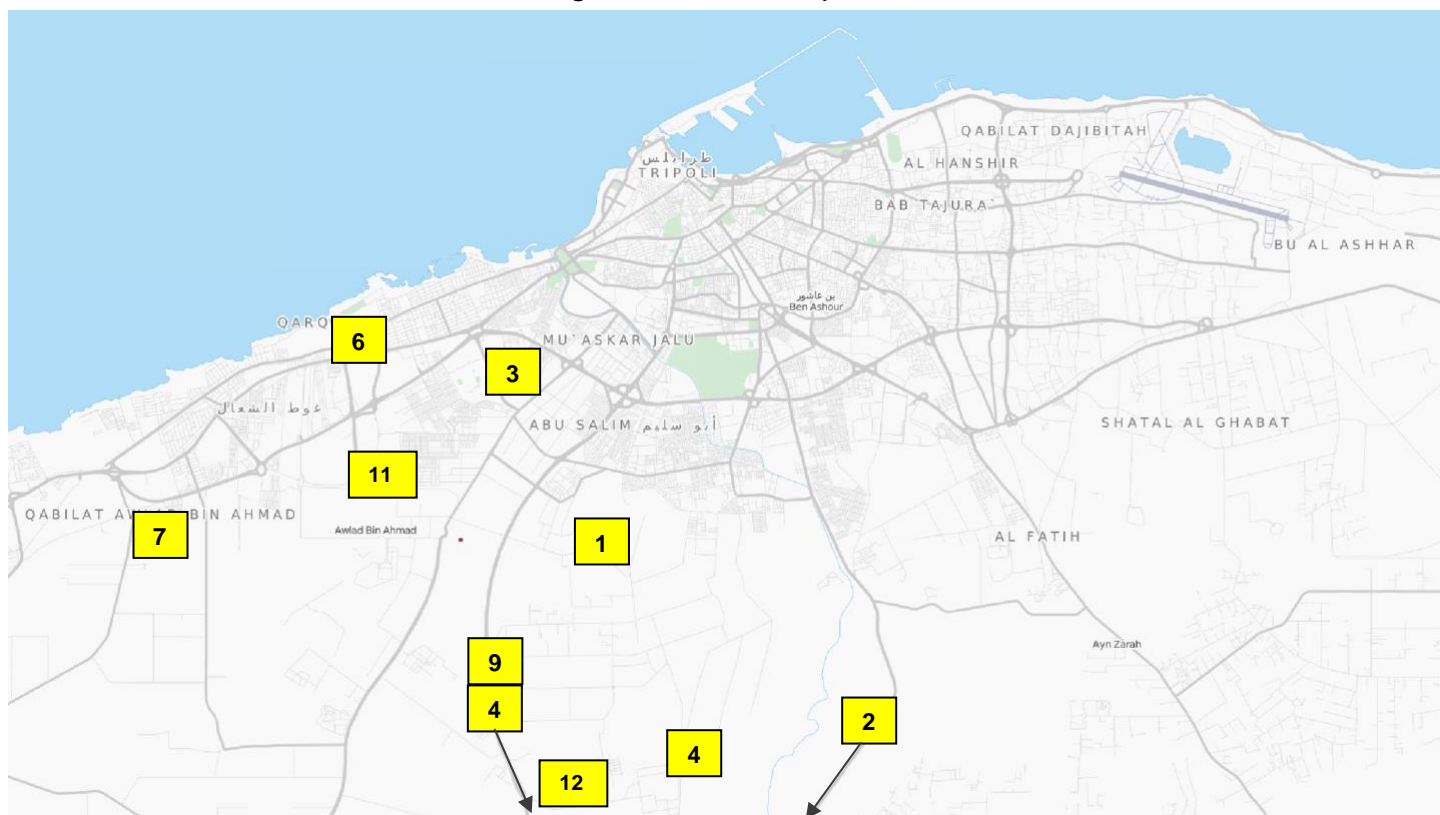 QABILAT DAJIBITAH
AL HANSHIR
طرابلس
TRIPOLI
BAB TAJURA`
BU AL ASHHAR
بن عاشور
Ben Ashour
QARQ
6
MU`ASKAR JALU
3
غوط الشعال
ABU SALIM أبو سليم
SHATAL AL GHABAT
11
QABILAT AW BIN AHMAD
7
Awlad Bin Ahmad
1
AL FATIH
Ayn Zarah
9
4
2
4
12